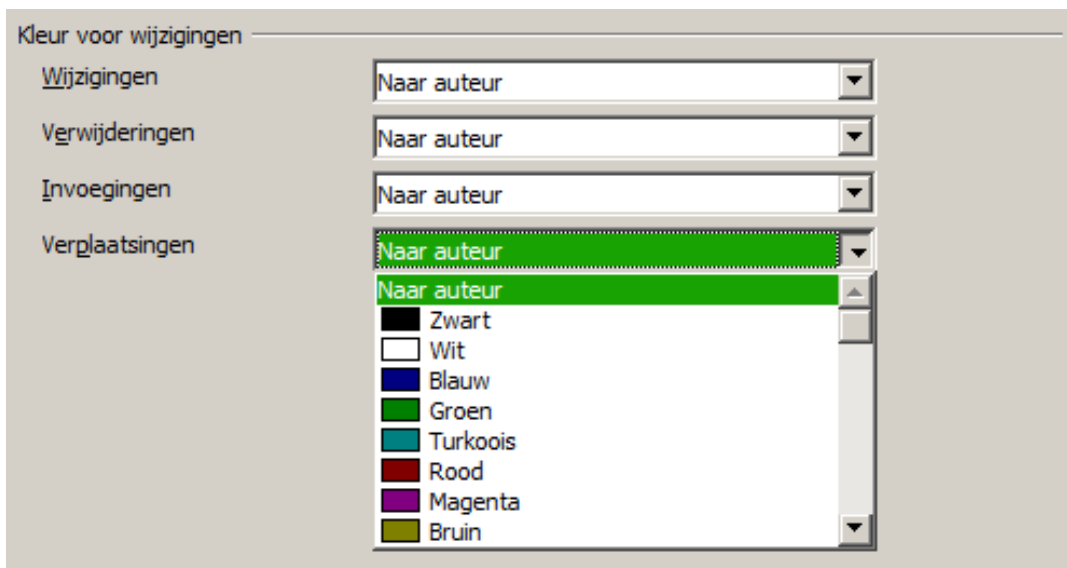 Kleur voor wijzigingen
Wijzigingen Naar auteur
Verwijderingen Naar auteur
Invoegingen Naar auteur
Verplaatsingen Naar auteur
Naar auteur
Zwart
Wit
Blauw
Groen
Turkoois
Rood
Magenta
Bruin